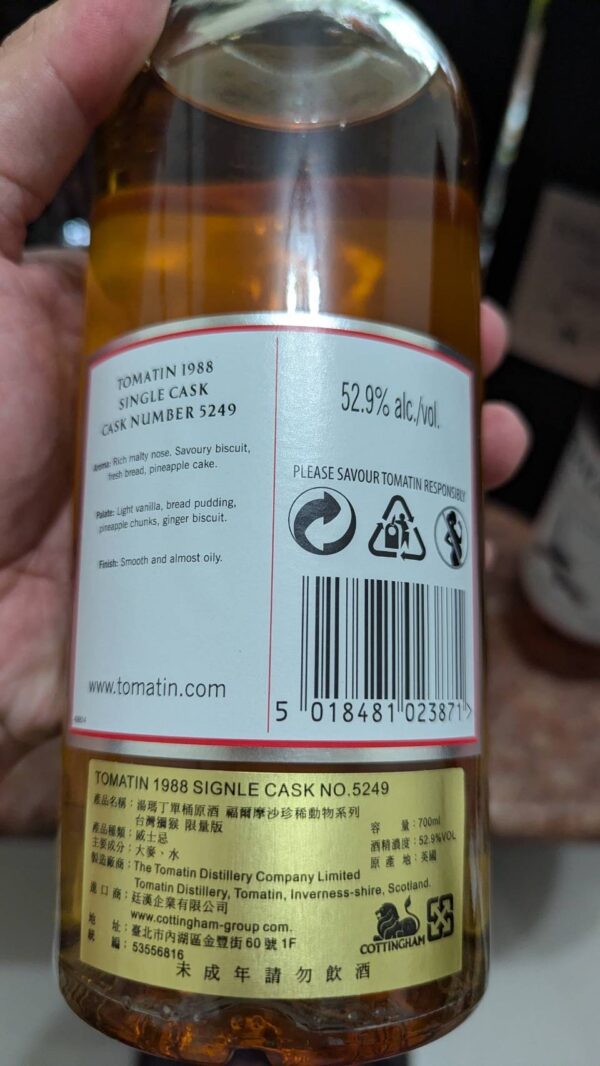 TOMATIN 1988
SINGLE CASK
CASK NUMBER 5249
Aroma: Rich malty nose. Savoury biscuit,
fresh bread, pineapple cake.
Palate: Light vanilla, bread pudding,
pineapple chunks, ginger biscuit.
Finish: Smooth and almost oily.
www.tomatin.com
52.9% alc./vol.
PLEASE SAVOUR TOMATIN RESPONSIBLY
5 018481 023871 >
TOMATIN 1988 SIGNLE CASK NO.5249
產品名稱：湯瑪丁單桶原酒 福爾摩沙珍稀動物系列
台灣獼猴 限量版
產品種類：威士忌
主要成分：大麥、水
製造廠商：The Tomatin Distillery Company Limited
Tomatin Distillery, Tomatin, Inverness-shire, Scotland.
進口商：廷漢企業有限公司
www.cottingham-group.com.
地址：臺北市內湖區金豐街60號1F
統編：53556816
容量：700ml
酒精濃度：52.9%VOL
原產地：英國
COTTINGHAM
未成年請勿飲酒